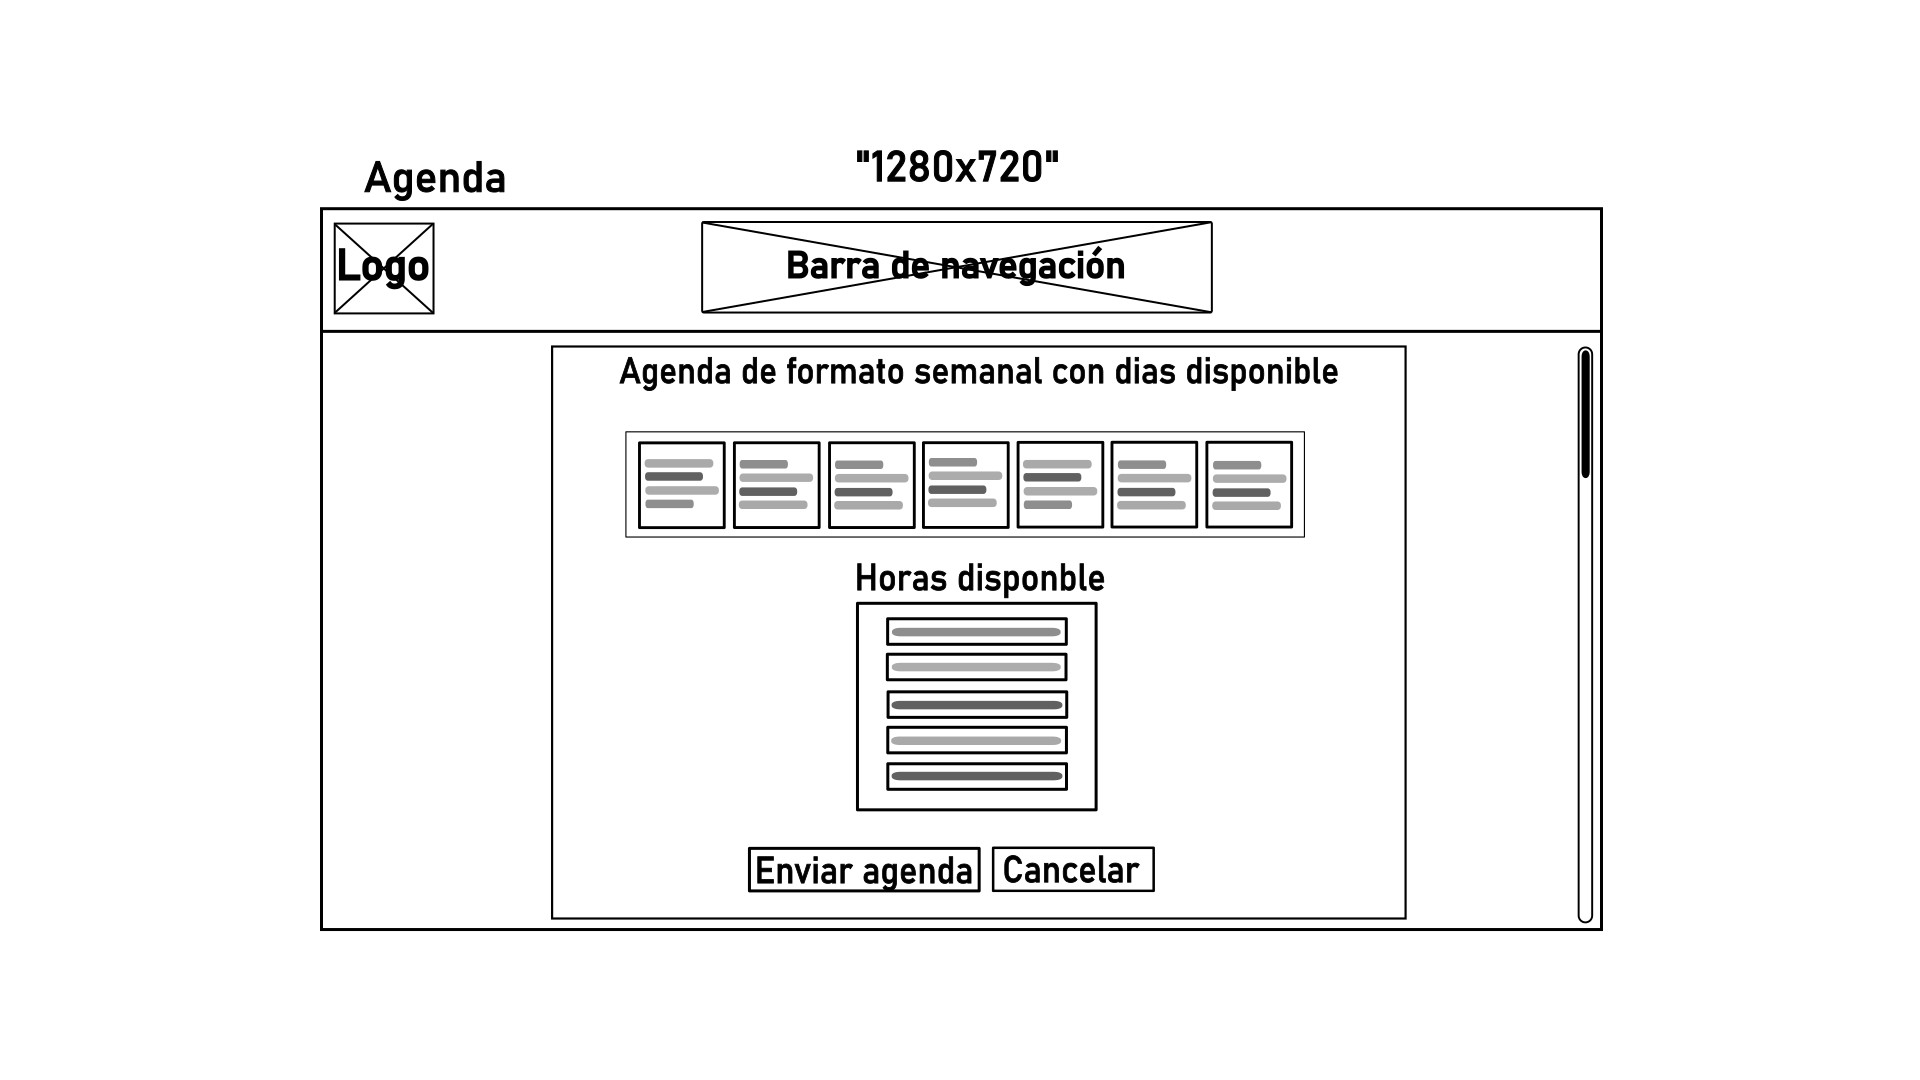 Agenda
"1280x720"
Logo
Barra de navegación
Agenda de formato semanal con dias disponible
Horas disponble
Enviar agenda
Cancelar